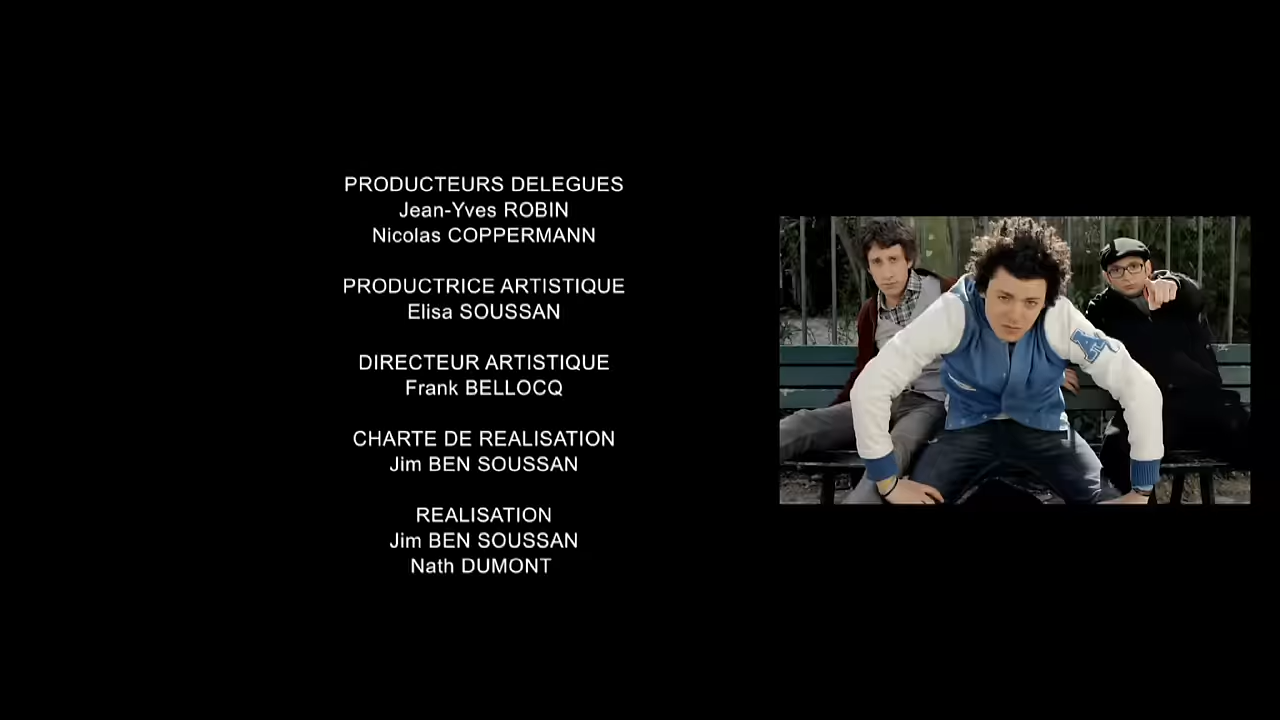 PRODUCTEURS DELEGUES
Jean-Yves ROBIN
Nicolas COPPERMANN
PRODUCTRICE ARTISTIQUE
Elisa SOUSSAN
DIRECTEUR ARTISTIQUE
Frank BELLOCQ
CHARTE DE REALISATION
Jim BEN SOUSSAN
REALISATION
Jim BEN SOUSSAN
Nath DUMONT